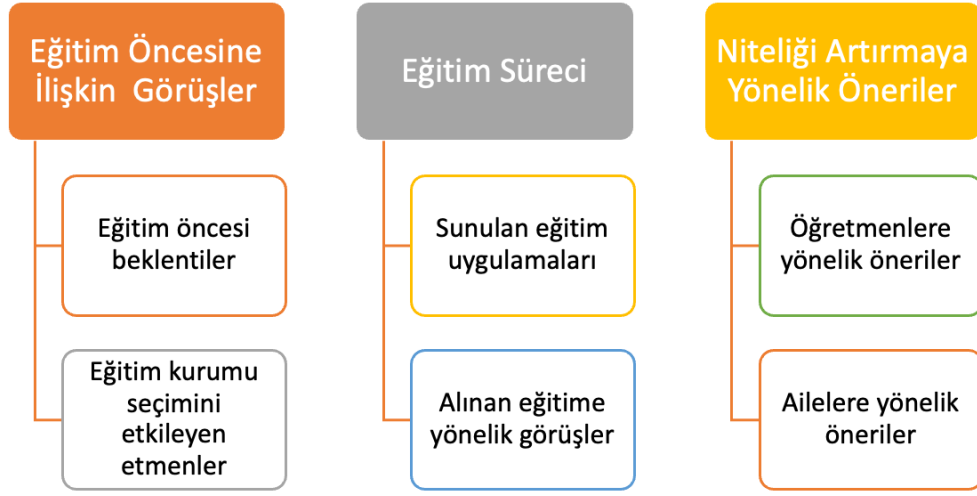 Eğitim Öncesine
İlişkin Görüşler
Eğitim öncesi
beklentiler
Eğitim kurumu
seçimini
etkileyen
etmenler
Eğitim Süreci
Sunulan eğitim
uygulamaları
Alınan eğitime
yönelik görüşler
Niteliği Artırmaya
Yönelik Öneriler
Öğretmenlere
yönelik öneriler
Ailelere yönelik
öneriler